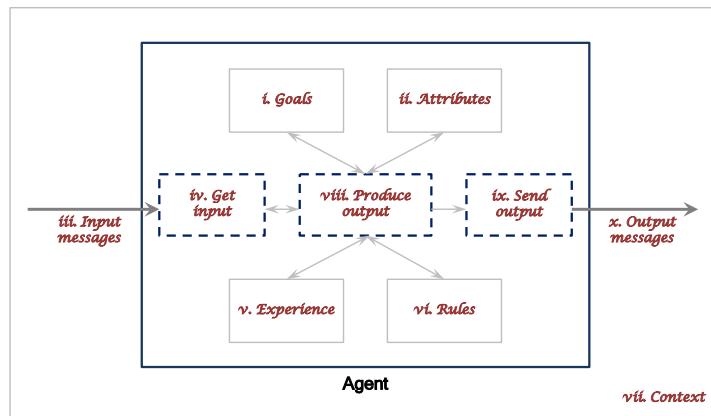 i. Goals
ii. Attributes
iv. Get
input
viii. Produce
output
ix. Send
output
iii. Input
messages
x. Output
messages
v. Experience
vi. Rules
Agent
vii. Context